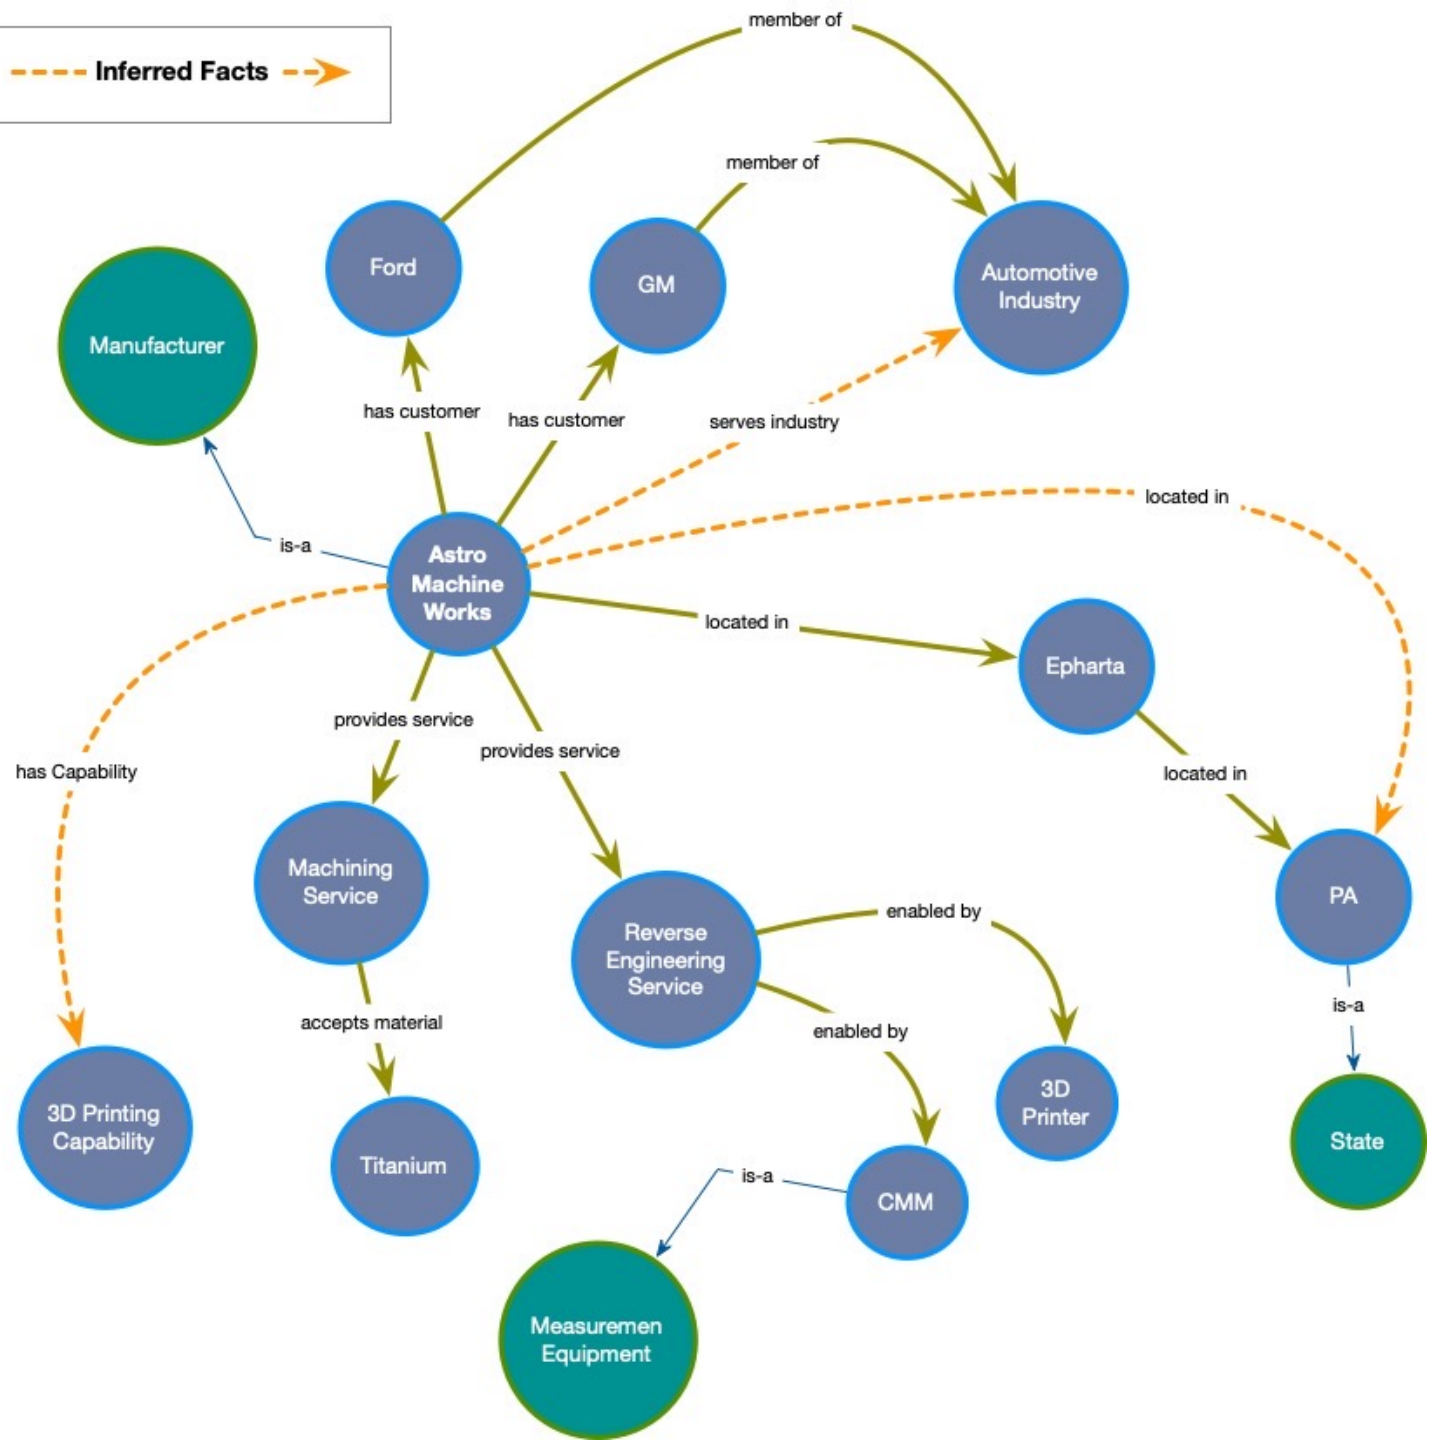 member of
Inferred Facts
member of
Ford
GM
Automotive
Industry
Manufacturer
has customer
has customer
serves industry
located in
is-a
Astro
Machine
Works
located in
Epharta
provides service
provides service
has Capability
located in
Machining
Service
PA
Reverse
Engineering
Service
enabled by
is-a
accepts material
enabled by
3D Printing
Capability
3D
Printer
State
Titanium
is-a
CMM
Measuremen
Equipment